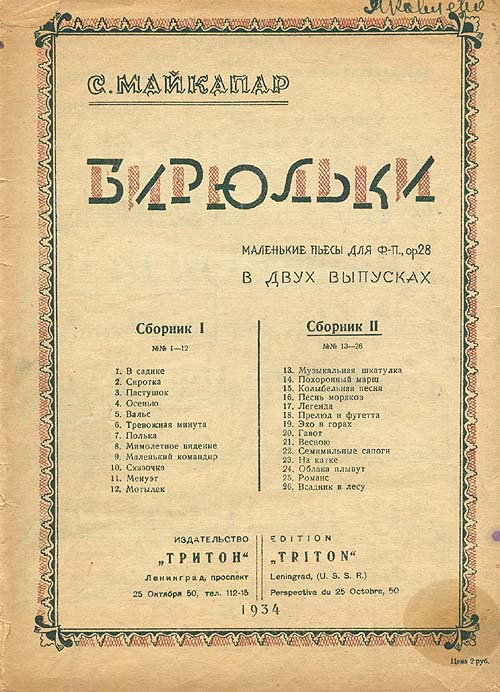 С. МАЙКАПАР
БИРЮЛЬКИ
МАЛЕНЬКИЕ ПЬЕСЫ ДЛЯ Ф-П., ор28
В ДВУХ ВЫПУСКАХ
Сборник I
№№ 1—12
1. В садике
2. Сиротка
3. Пастушок
4. Осенью
5. Вальс
6. Тревожная минута
7. Полька
8. Мимолетное видение
9. Маленький командир
10. Сказочка
11. Менуэт
12. Мотылек
Сборник II
№№ 13—26
13. Музыкальная шкатулка
14. Похоронный марш
15. Колыбельная песня
16. Песнь моряков
17. Легенда
18. Прелюд и фугетта
19. Эхо в горах
20. Гавот
21. Весною
22. Семимильные сапоги
23. На катке
24. Облака плывут
25. Романс
26. Всадник в лесу
ИЗДАТЕЛЬСТВО
„ТРИТОН“
Ленинград, проспект
25 Октября 50, тел. 112-15
EDITION
„TRITON“
Leningrad, (U. S. S. R.)
Perspective du 25 Octobre, 50
1934
Цена 2 руб.